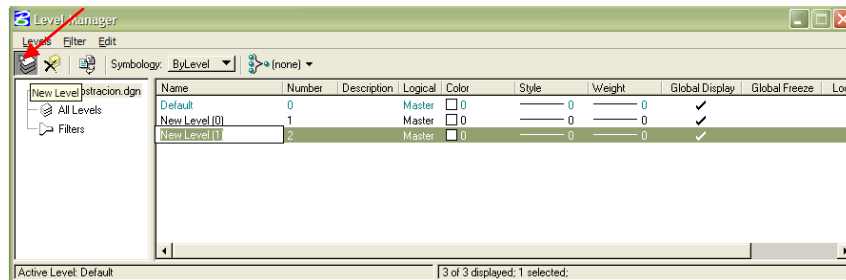 Level Manager
Levels Filter Edit
Symbology: ByLevel (none)
New Level ostracion.dgn
All Levels
Filters
Name Number Description Logical Color Style Weight Global Display Global Freeze Loc
Default 0 Master 0 0 0
New Level (0) 1 Master 0 0 0
New Level (1) 2 Master 0 0 0
Active Level: Default 3 of 3 displayed; 1 selected;